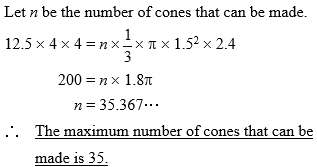 Let n be the number of cones that can be made.
12.5 × 4 × 4 = n × 1/3 × π × 1.5² × 2.4
200 = n × 1.8π
n = 35.367⋯
∴ The maximum number of cones that can be
made is 35.